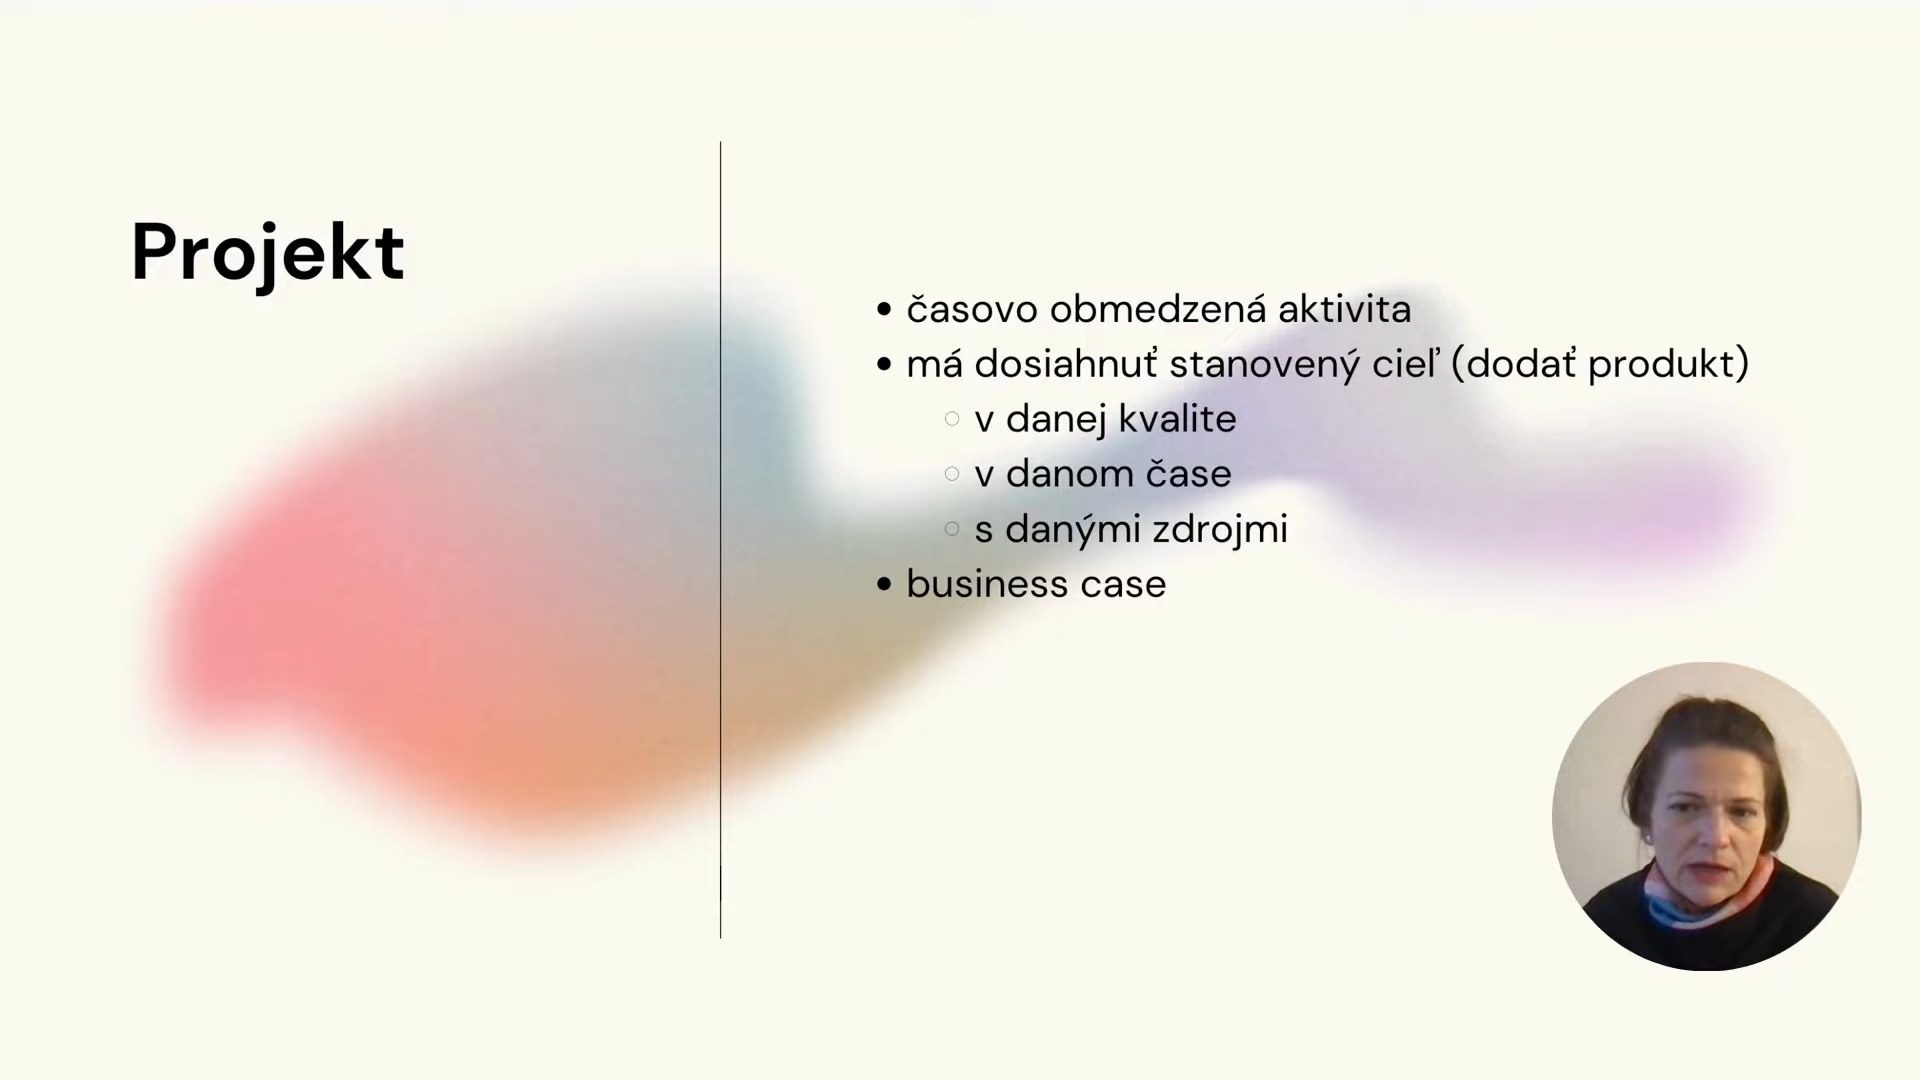 Projekt
časovo obmedzená aktivita
má dosiahnuť stanovený cieľ (dodať produkt)
v danej kvalite
v danom čase
s danými zdrojmi
business case